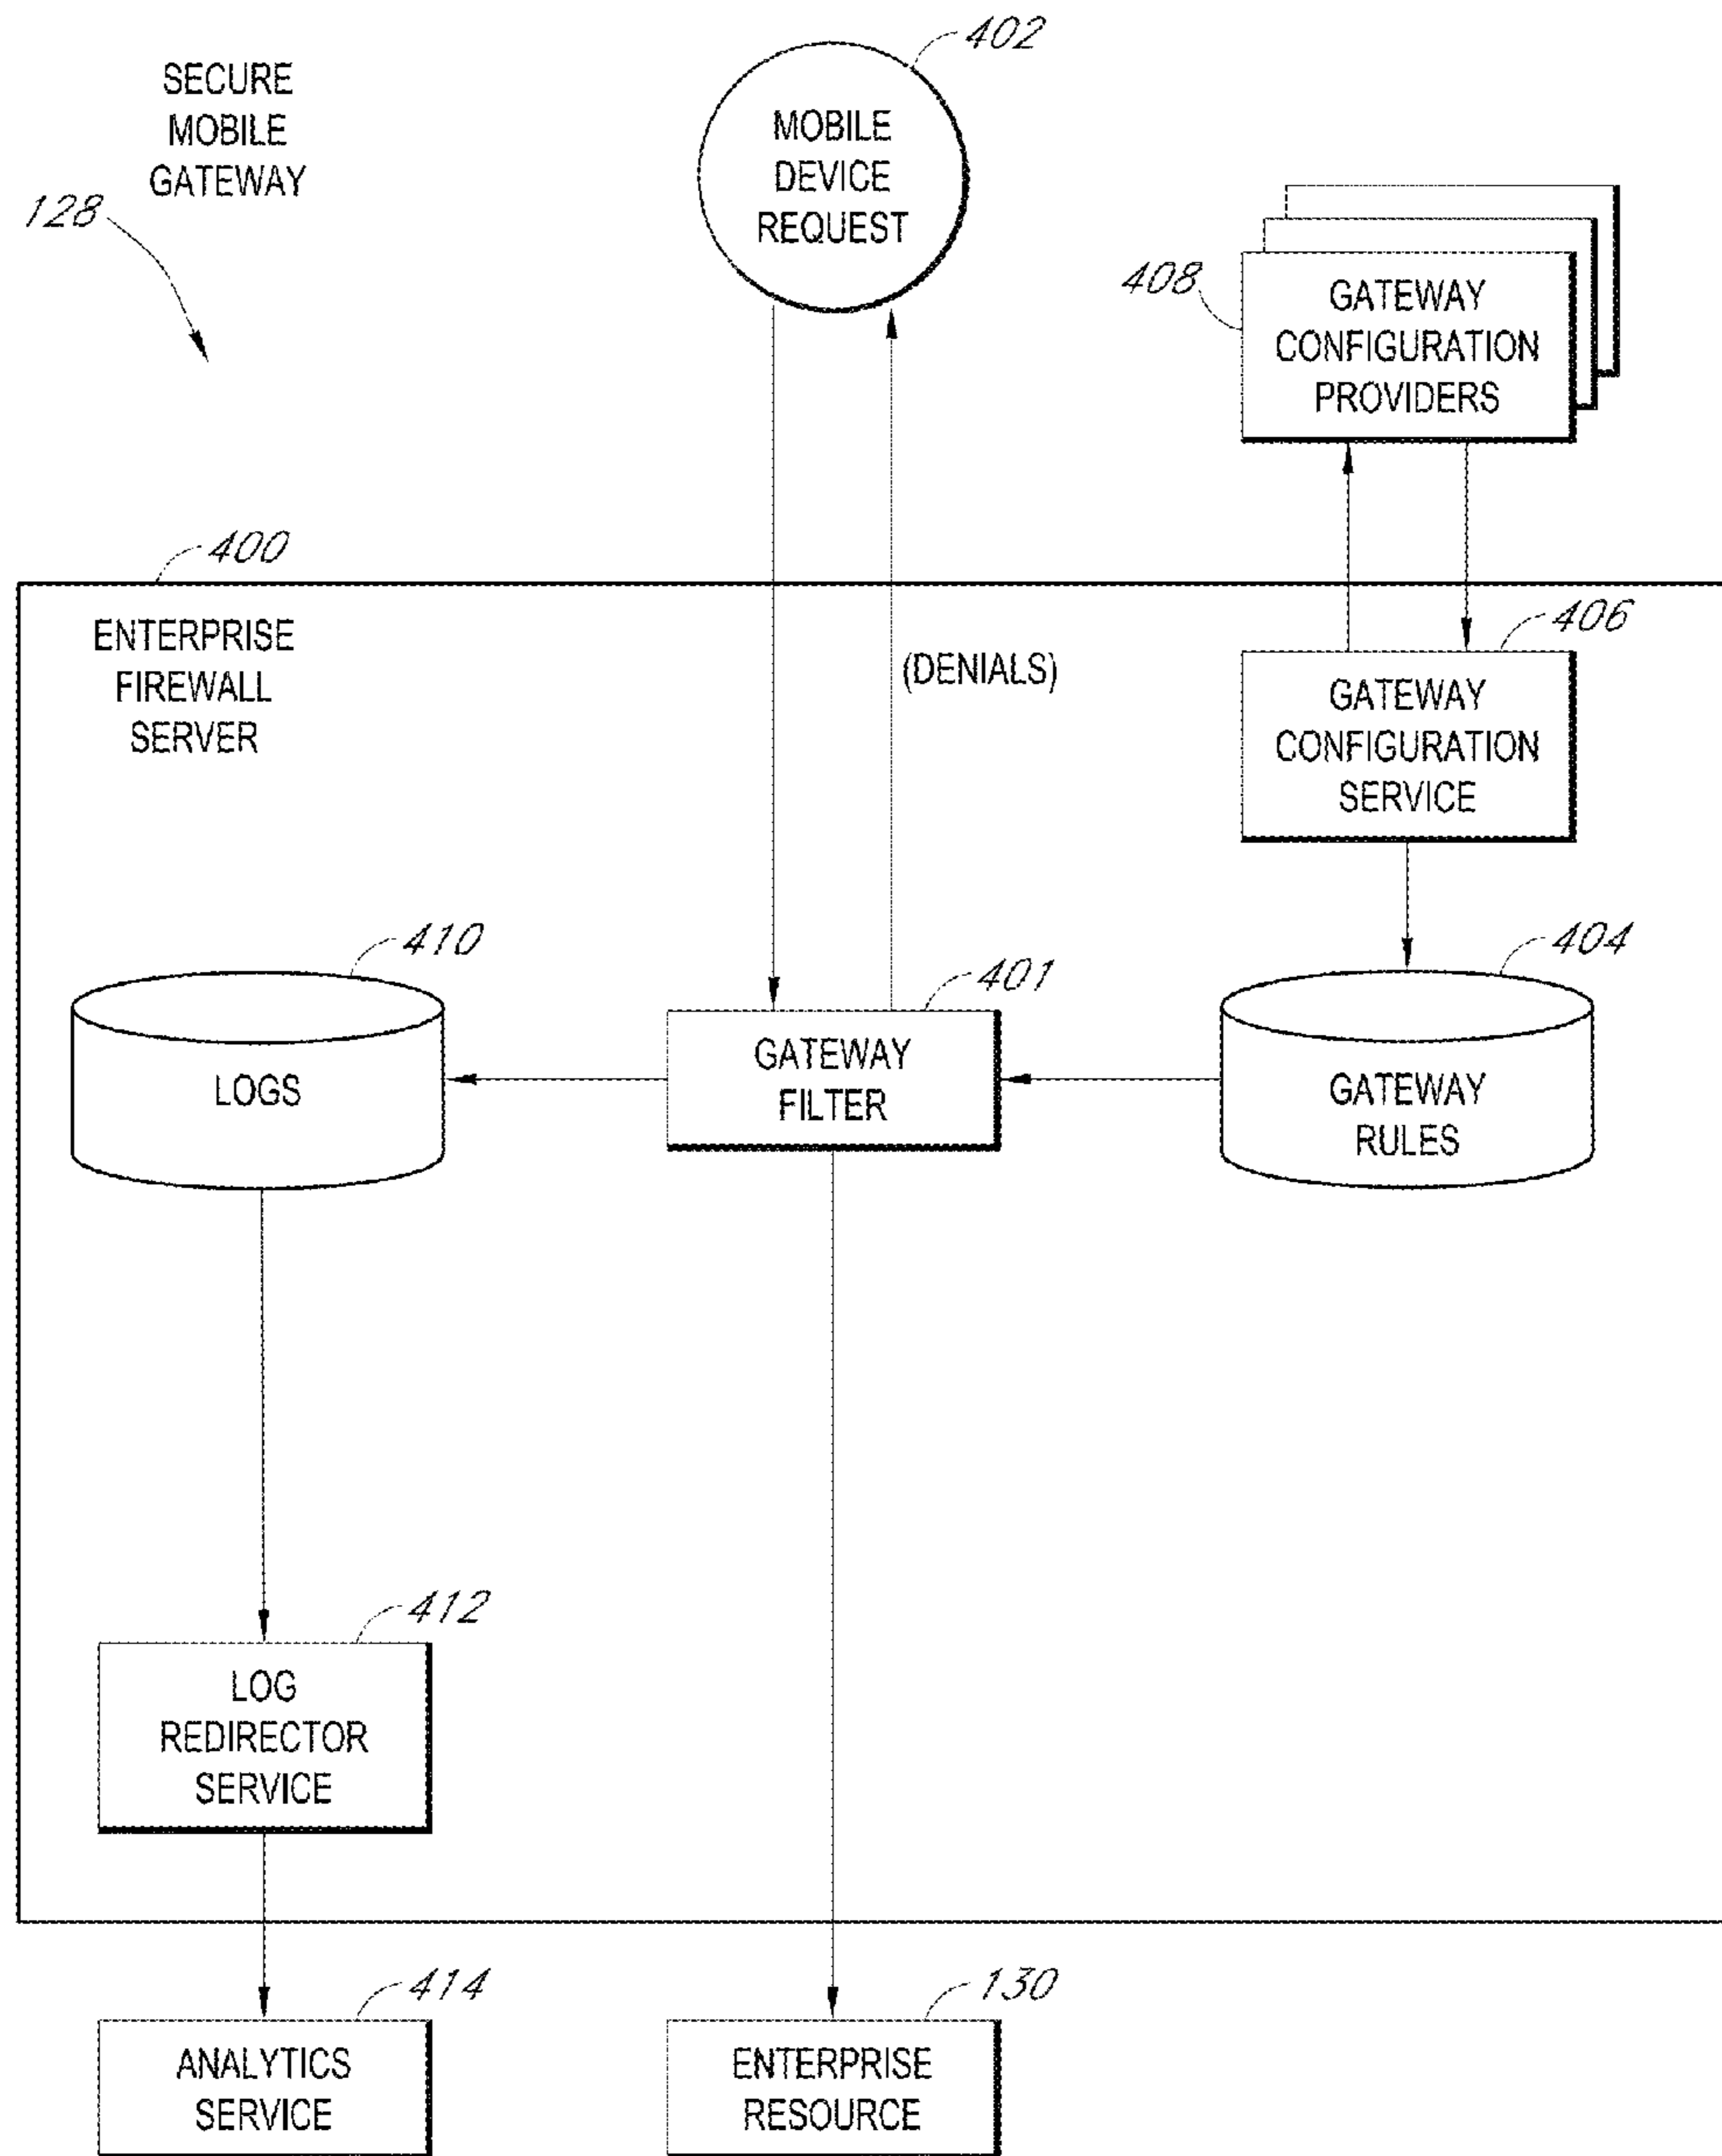 402
SECURE
MOBILE
GATEWAY
128
MOBILE
DEVICE
REQUEST
408
GATEWAY
CONFIGURATION
PROVIDERS
400
ENTERPRISE
FIREWALL
SERVER
(DENIALS)
406
GATEWAY
CONFIGURATION
SERVICE
410
LOGS
401
GATEWAY
FILTER
404
GATEWAY
RULES
412
LOG
REDIRECTOR
SERVICE
414
ANALYTICS
SERVICE
130
ENTERPRISE
RESOURCE